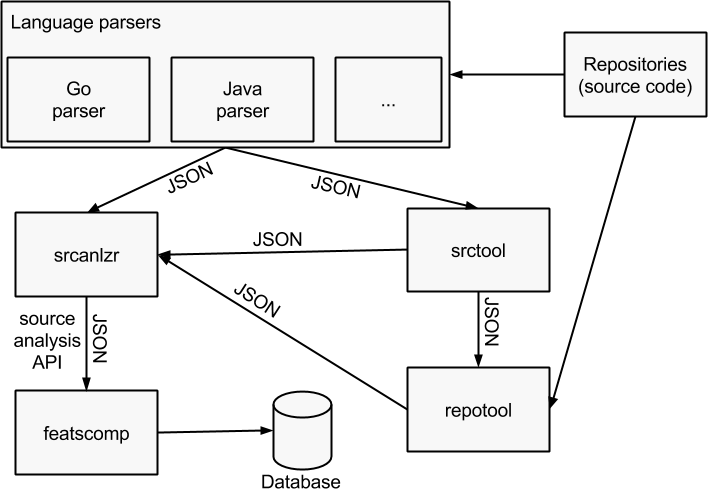 Language parsers
Go
parser
Java
parser
...
Repositories
(source code)
JSON
JSON
srcanlzr
JSON
srctool
JSON
JSON
source
analysis
API
JSON
featscomp
repotool
Database